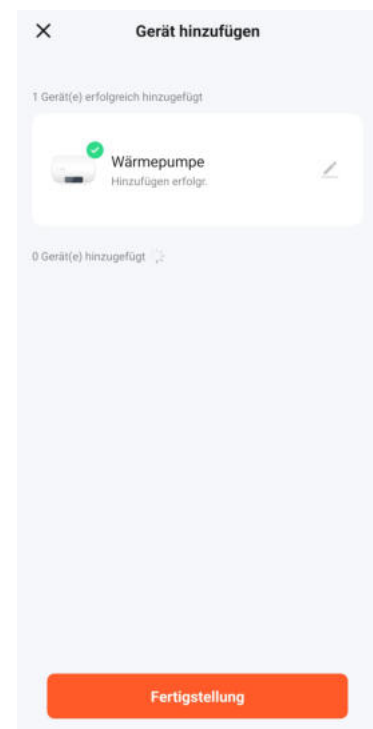 Gerät hinzufügen
1 Gerät(e) erfolgreich hinzugefügt
Wärmepumpe
Hinzufügen erfolgr.
0 Gerät(e) hinzugefügt
Fertigstellung